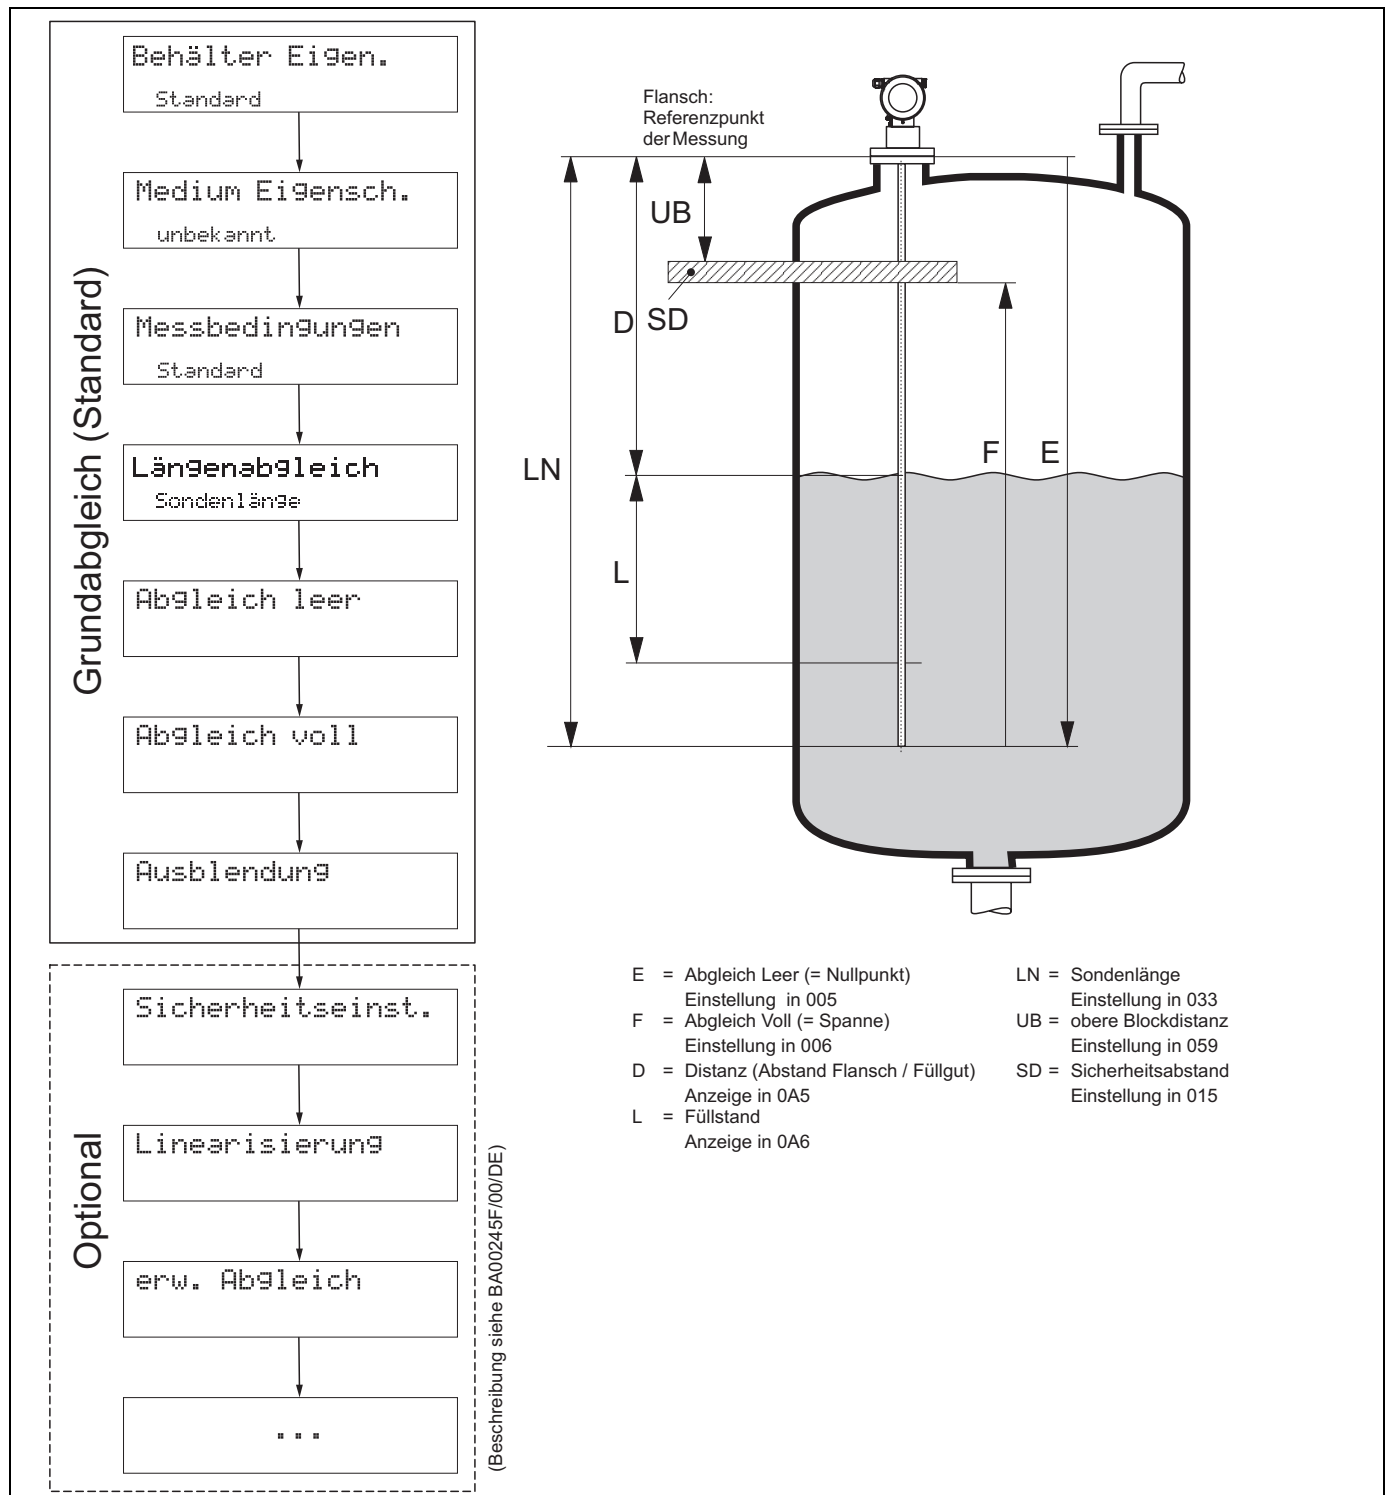 Grundabgleich (Standard)
Behälter Eigen.
Standard
Medium Eigensch.
unbekannt
Messbedingungen
Standard
Längenabgleich
Sondenlänge
Abgleich leer
Abgleich voll
Ausblendung
Optional
Sicherheitseinst.
Linearisierung
erw. Abgleich
...
(Beschreibung siehe BA00245F/00/DE)
Flansch:
Referenzpunkt
der Messung
UB
D
SD
LN
F
E
L
E = Abgleich Leer (= Nullpunkt)
Einstellung in 005
F = Abgleich Voll (= Spanne)
Einstellung in 006
D = Distanz (Abstand Flansch / Füllgut)
Anzeige in 0A5
L = Füllstand
Anzeige in 0A6
LN = Sondenlänge
Einstellung in 033
UB = obere Blockdistanz
Einstellung in 059
SD = Sicherheitsabstand
Einstellung in 015